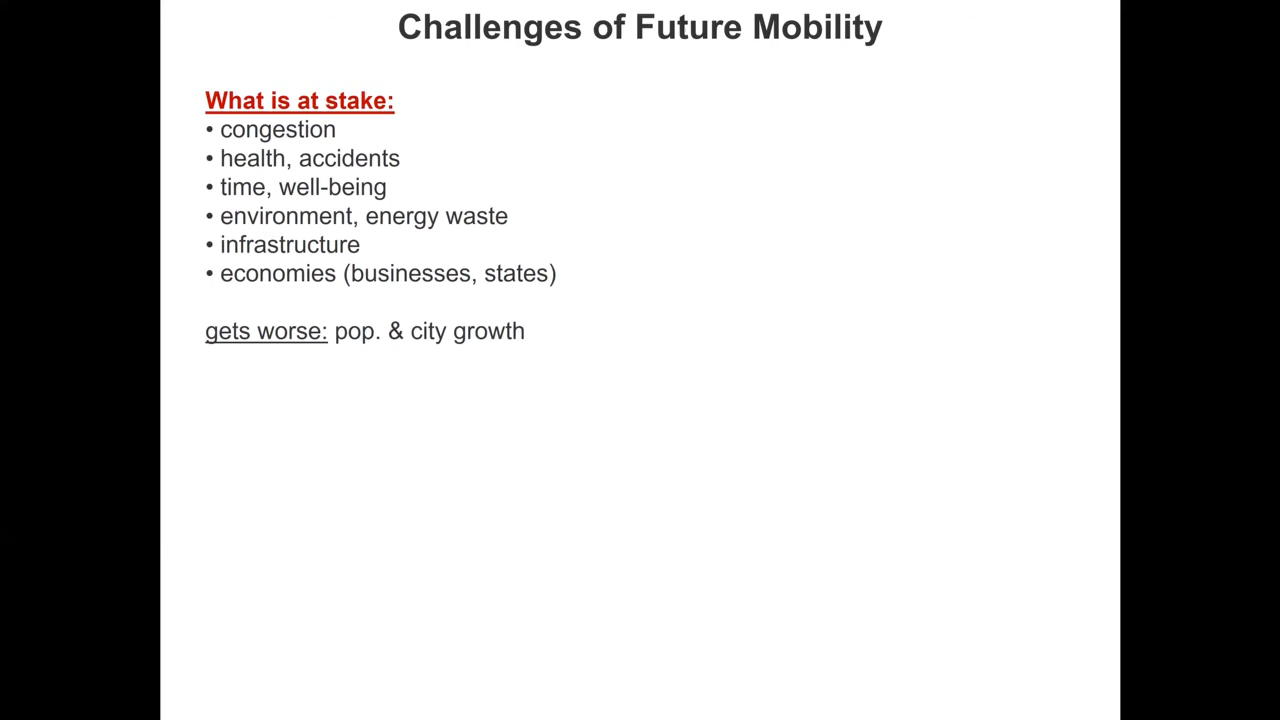 Challenges of Future Mobility
What is at stake:
• congestion
• health, accidents
• time, well-being
• environment, energy waste
• infrastructure
• economies (businesses, states)
gets worse: pop. & city growth